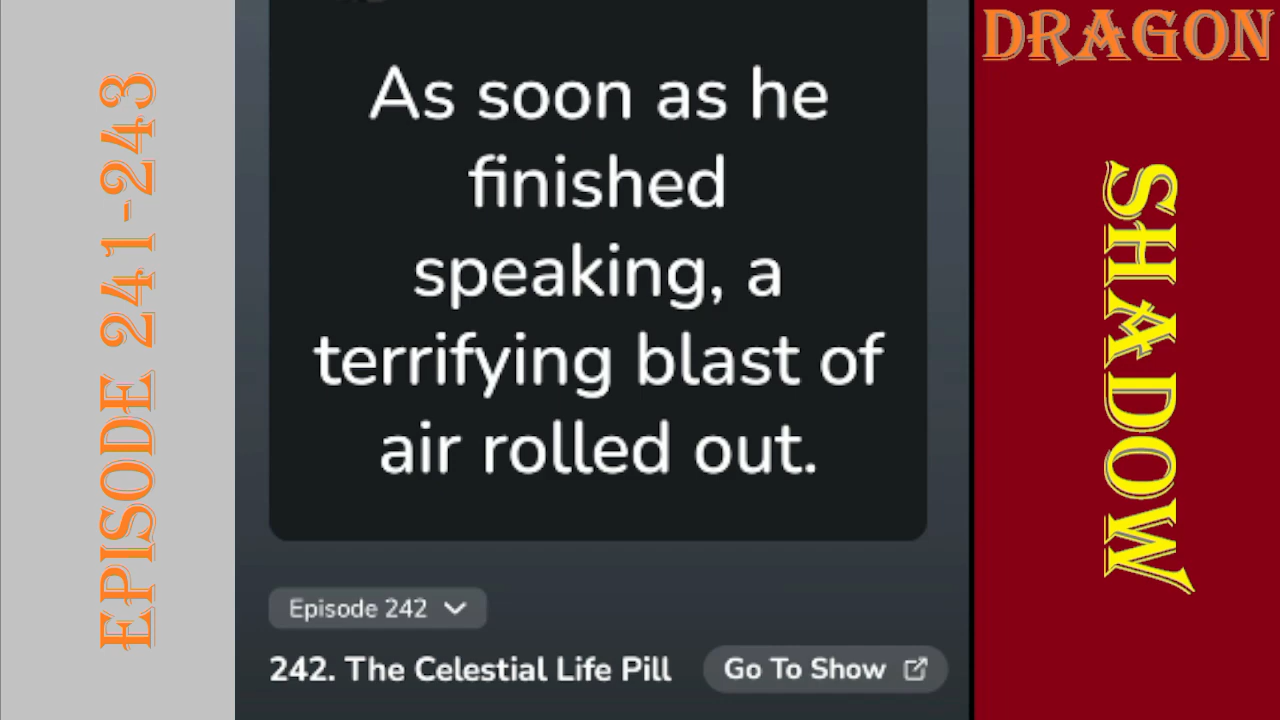 EPISODE 241-243
As soon as he
finished
speaking, a
terrifying blast of
air rolled out.
Episode 242
242. The Celestial Life Pill
Go To Show
DRAGON
SHADOW